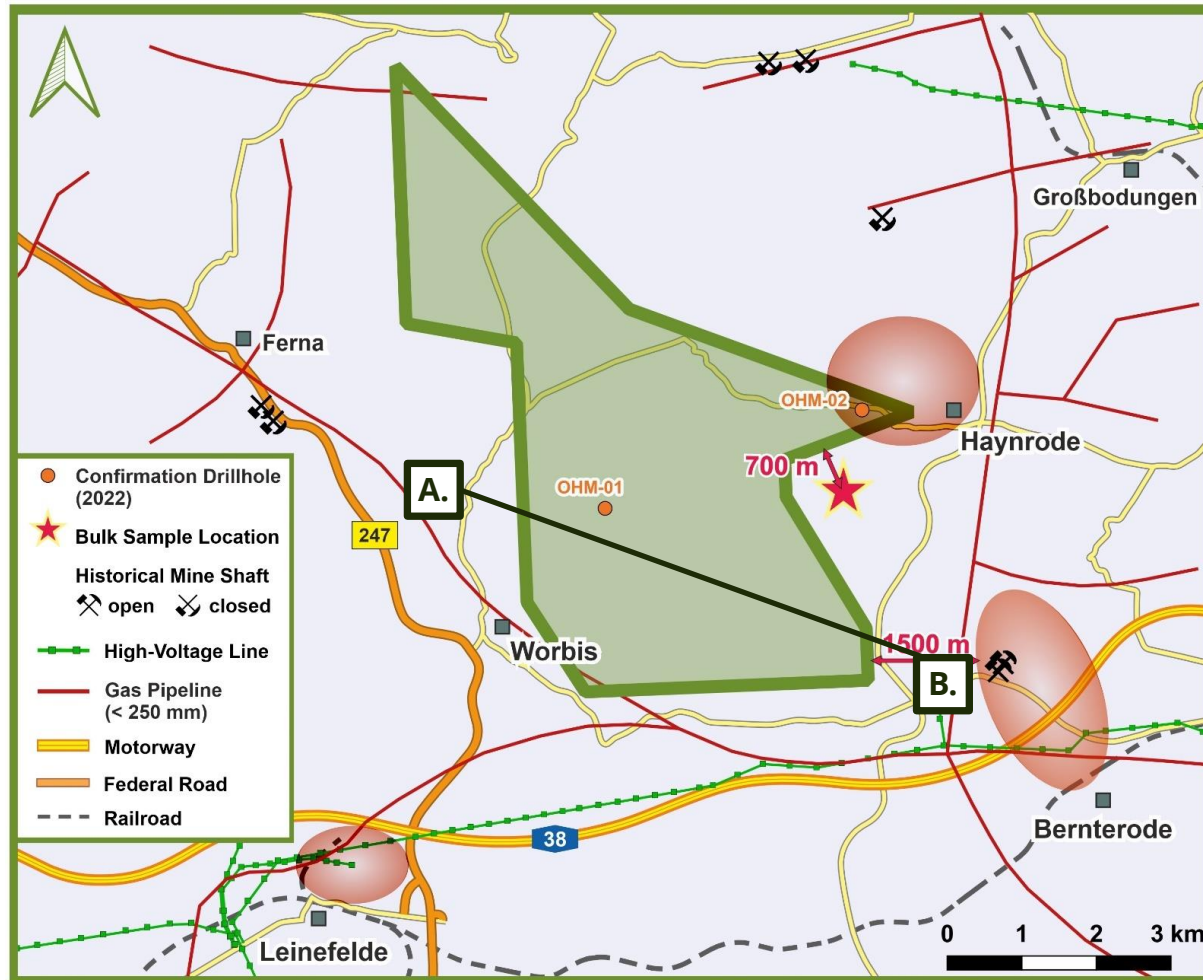 Großbodungen
Ferna
OHM-02
Haynrode
700 m
A.
OHM-01
247
Worbis
1500 m
B.
Confirmation Drillhole
(2022)
Bulk Sample Location
Historical Mine Shaft
open closed
High-Voltage Line
Gas Pipeline
(< 250 mm)
Motorway
Federal Road
Railroad
38
Bernterode
Leinefelde
0 1 2 3 km